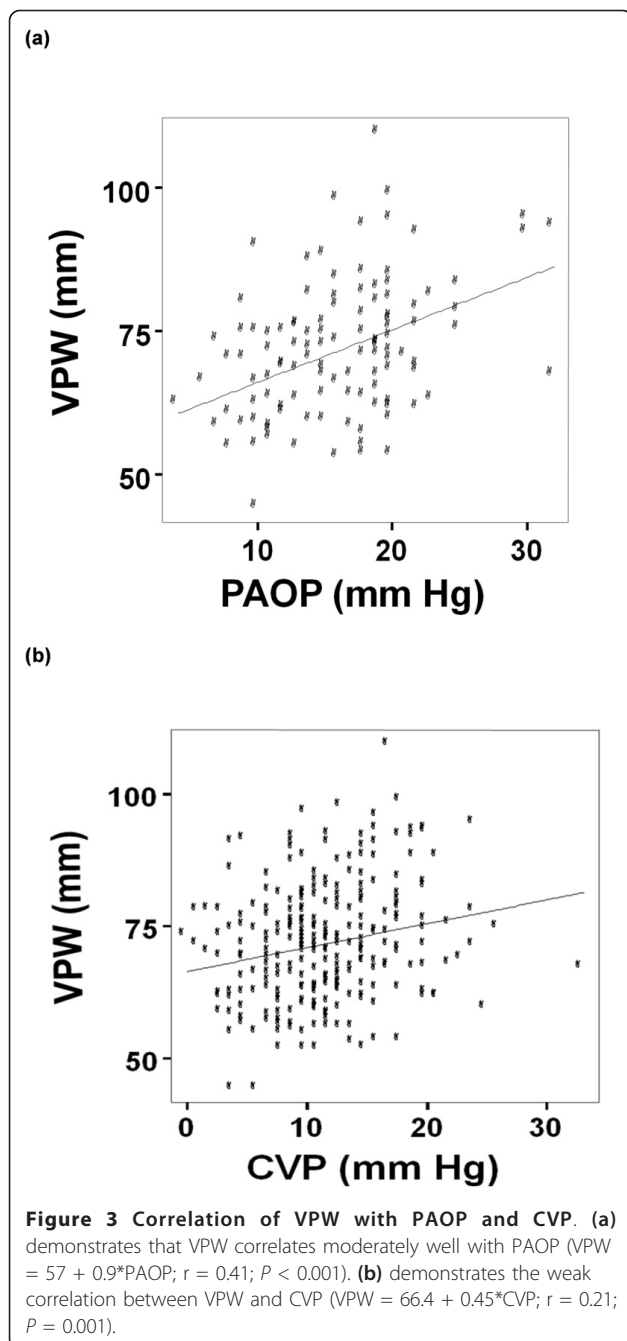 (a)
100
75
50
VPW (mm)
10 20 30
PAOP (mm Hg)
(b)
100
75
50
VPW (mm)
0 10 20 30
CVP (mm Hg)
Figure 3 Correlation of VPW with PAOP and CVP. (a)
demonstrates that VPW correlates moderately well with PAOP (VPW
= 57 + 0.9*PAOP; r = 0.41; P < 0.001). (b) demonstrates the weak
correlation between VPW and CVP (VPW = 66.4 + 0.45*CVP; r = 0.21;
P = 0.001).